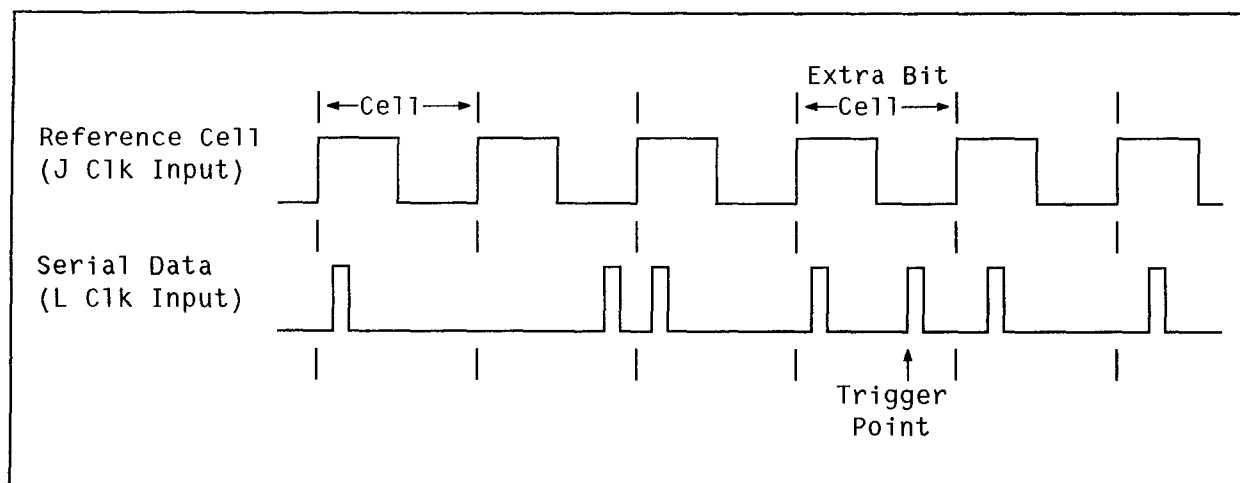 Extra Bit
Cell
Cell
Reference Cell
(J Clk Input)
Serial Data
(L Clk Input)
Trigger
Point